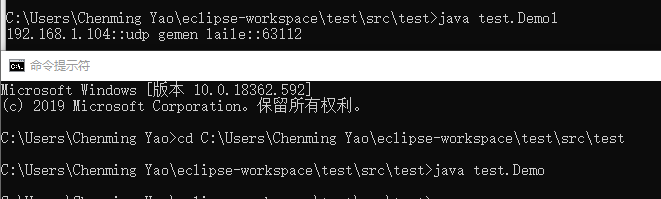 C:\Users\Chenming Yao\eclipse-workspace\test\src\test>java test.Demo1
192.168.1.104::udp gemen laile::63112
命令提示符
Microsoft Windows [版本 10.0.18362.592]
(c) 2019 Microsoft Corporation。保留所有权利。
C:\Users\Chenming Yao>cd C:\Users\Chenming Yao\eclipse-workspace\test\src\test
C:\Users\Chenming Yao\eclipse-workspace\test\src\test>java test.Demo